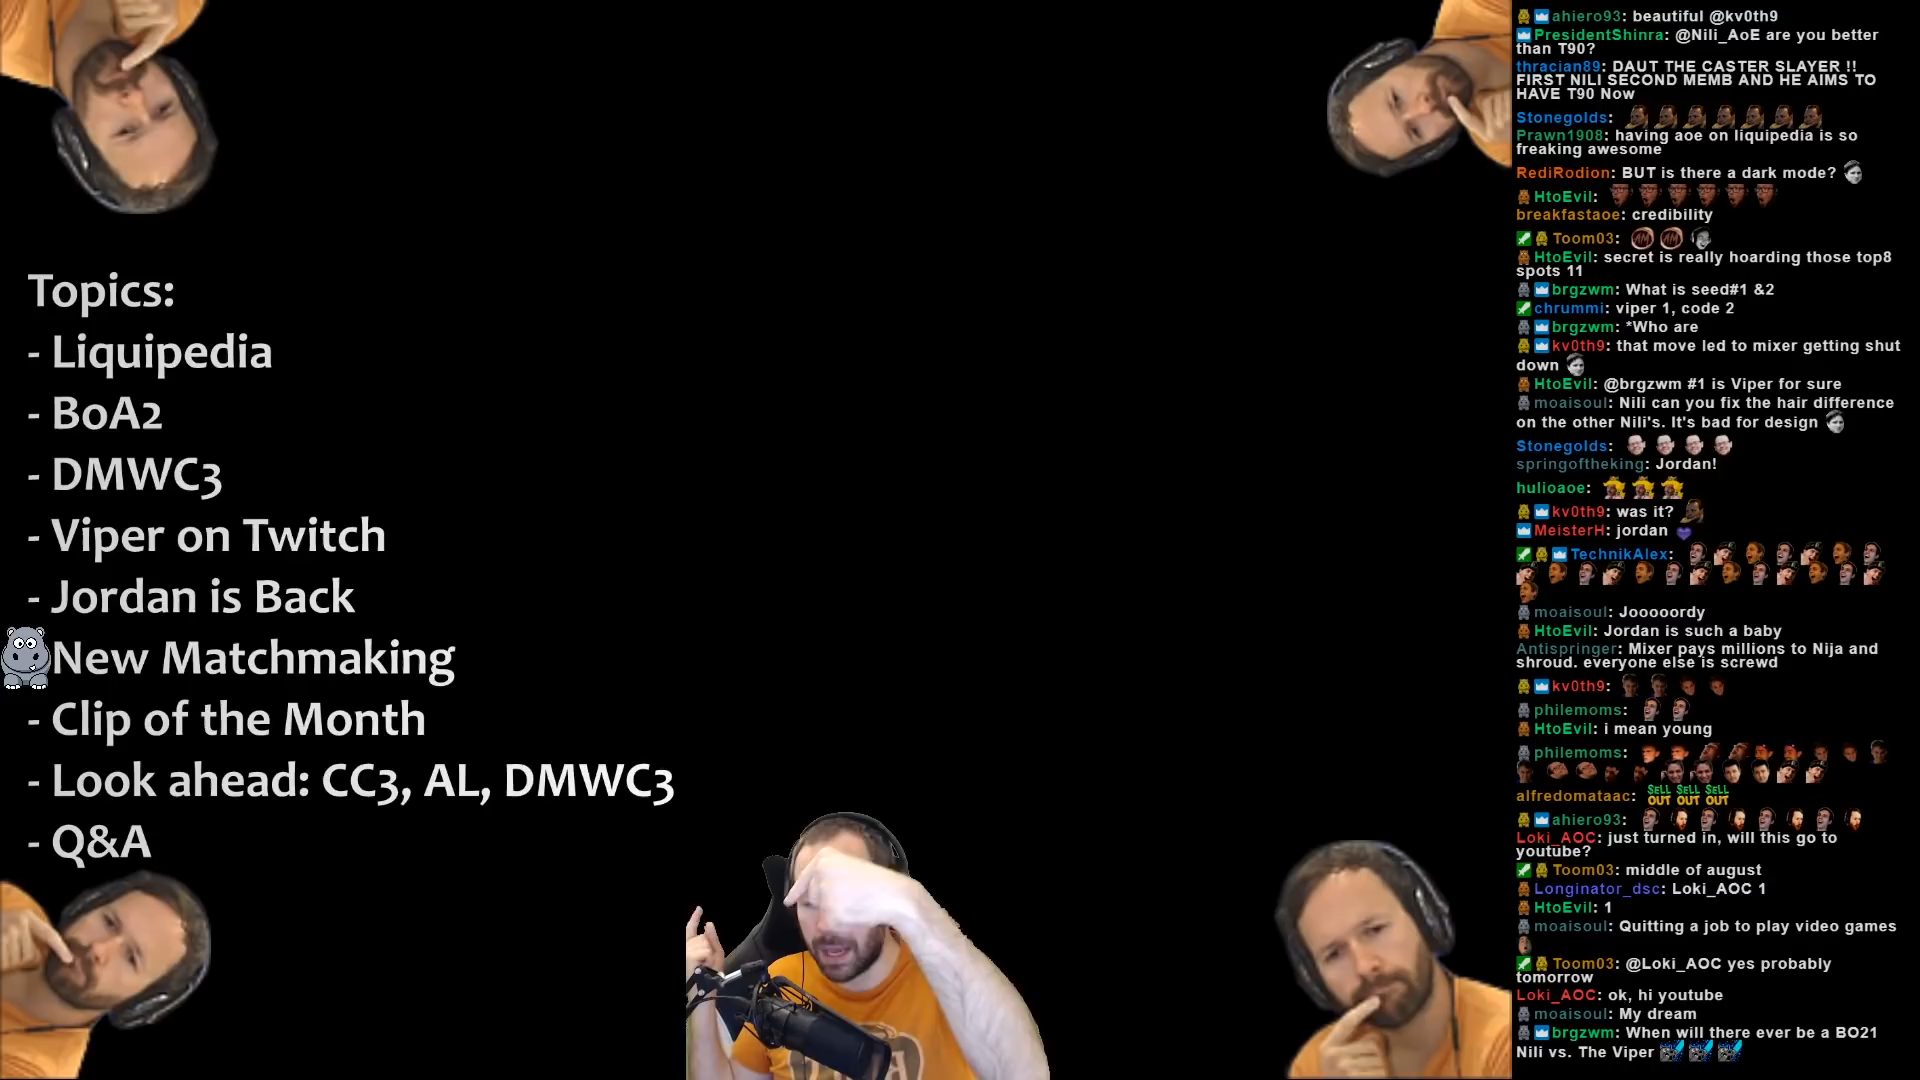 Topics:
- Liquipedia
- BoA2
- DMWC3
- Viper on Twitch
- Jordan is Back
New Matchmaking
- Clip of the Month
- Look ahead: CC3, AL, DMWC3
- Q&A
ahiero93: beautiful @kv0th9
PresidentShinra: @Nili_AoE are you better
than T90?
thracian89: DAUT THE CASTER SLAYER !!
FIRST NILI SECOND MEMB AND HE AIMS TO
HAVE T90 Now
Stonegolds:
Prawn1908: having aoe on liquipedia is so
freaking awesome
RediRodion: BUT is there a dark mode?
HtoEvil:
breakfastaoe: credibility
Toom03:
HtoEvil: secret is really hoarding those top8
spots 11
brgzwm: What is seed#1 &2
chrummi: viper 1, code 2
brgzwm: *Who are
kv0th9: that move led to mixer getting shut
down
HtoEvil: @brgzwm #1 is Viper for sure
moaisoul: Nili can you fix the hair difference
on the other Nili's. It's bad for design
Stonegolds:
springoftheking: Jordan!
hulioaoe:
kv0th9: was it?
MeisterH: jordan
TechnikAlex:
moaisoul: Jooooordy
HtoEvil: Jordan is such a baby
Antispringer: Mixer pays millions to Nija and
shroud. everyone else is screwd
kv0th9:
philemoms:
HtoEvil: i mean young
philemoms:
alfredomataac: SELL OUT SELL OUT SELL OUT
ahiero93:
Loki_AOC: just turned in, will this go to
youtube?
Toom03: middle of august
Longinator_dsc: Loki_AOC 1
HtoEvil: 1
moaisoul: Quitting a job to play video games
Toom03: @Loki_AOC yes probably
tomorrow
Loki_AOC: ok, hi youtube
moaisoul: My dream
brgzwm: When will there ever be a BO21
Nili vs. The Viper